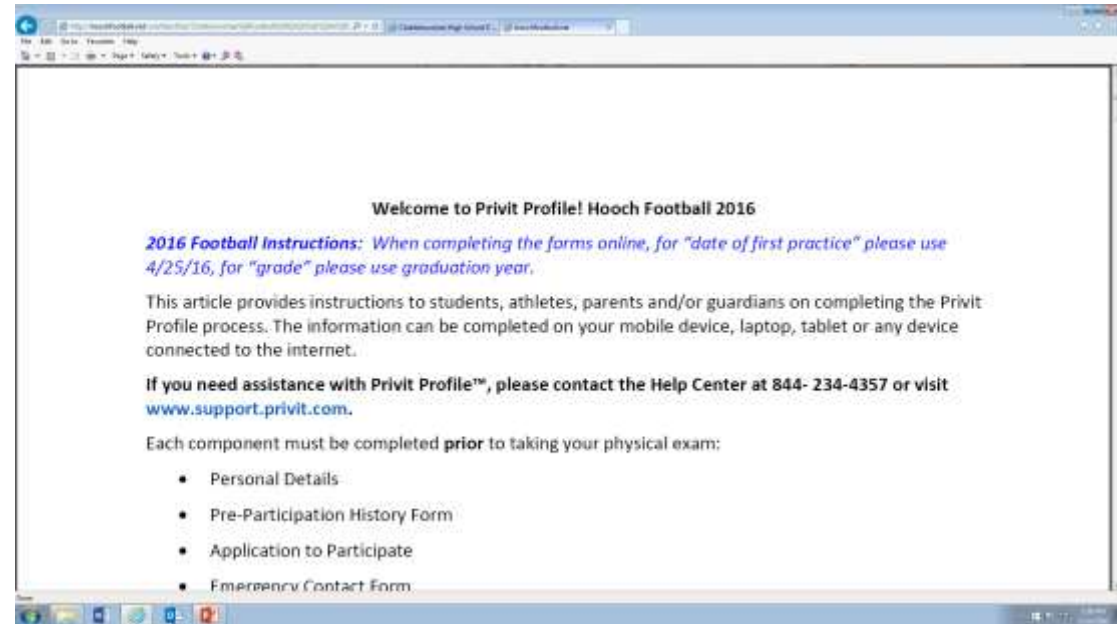 Page Safety Tools
Welcome to Privit Profile! Hooch Football 2016
2016 Football Instructions: When completing the forms online, for "date of first practice" please use
4/25/16, for "grade" please use graduation year.
This article provides instructions to students, athletes, parents and/or guardians on completing the Privit
Profile process. The information can be completed on your mobile device, laptop, tablet or any device
connected to the internet.
If you need assistance with Privit Profile™, please contact the Help Center at 844- 234-4357 or visit
www.support.privit.com.
Each component must be completed prior to taking your physical exam:
• Personal Details
• Pre-Participation History Form
• Application to Participate
• Emergency Contact Form